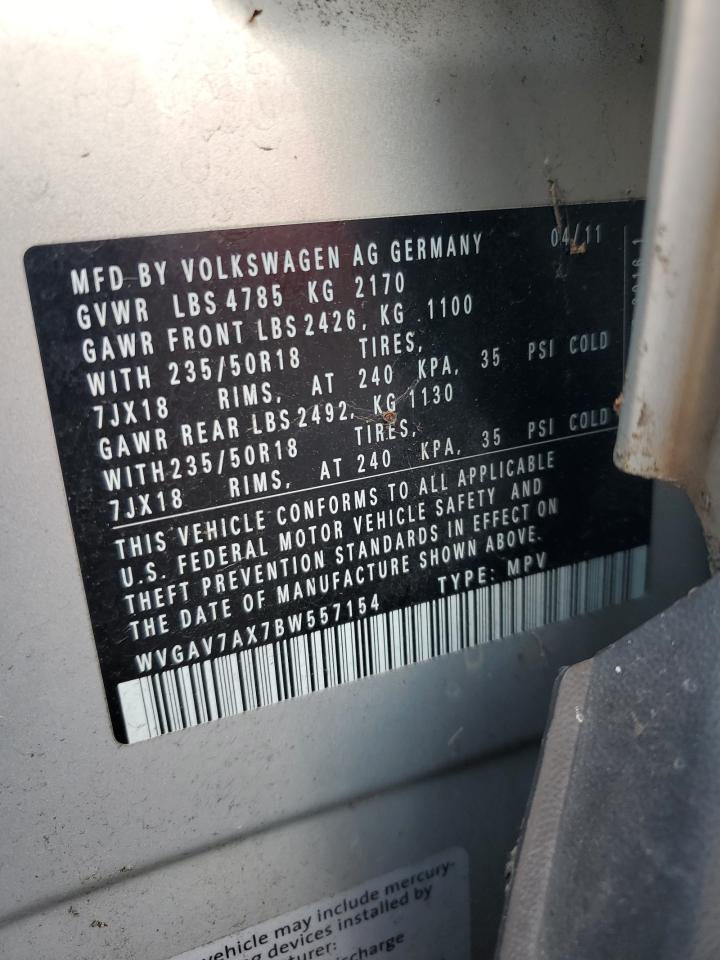 MFD BY VOLKSWAGEN AG GERMANY 04/11
GVWR LBS 4785 KG 2170
GAWR FRONT LBS 2426, KG 1100
WITH 235/50R18 TIRES,
7JX18 RIMS, AT 240 KPA, 35 PSI COLD
GAWR REAR LBS 2492, KG 1130
WITH 235/50R18 TIRES,
7JX18 RIMS, AT 240 KPA, 35 PSI COLD
THIS VEHICLE CONFORMS TO ALL APPLICABLE
U.S. FEDERAL MOTOR VEHICLE SAFETY AND
THEFT PREVENTION STANDARDS IN EFFECT ON
THE DATE OF MANUFACTURE SHOWN ABOVE.
WVGAV7AX7BW557154 TYPE: MPV
vehicle may include mercury-
devices installed by